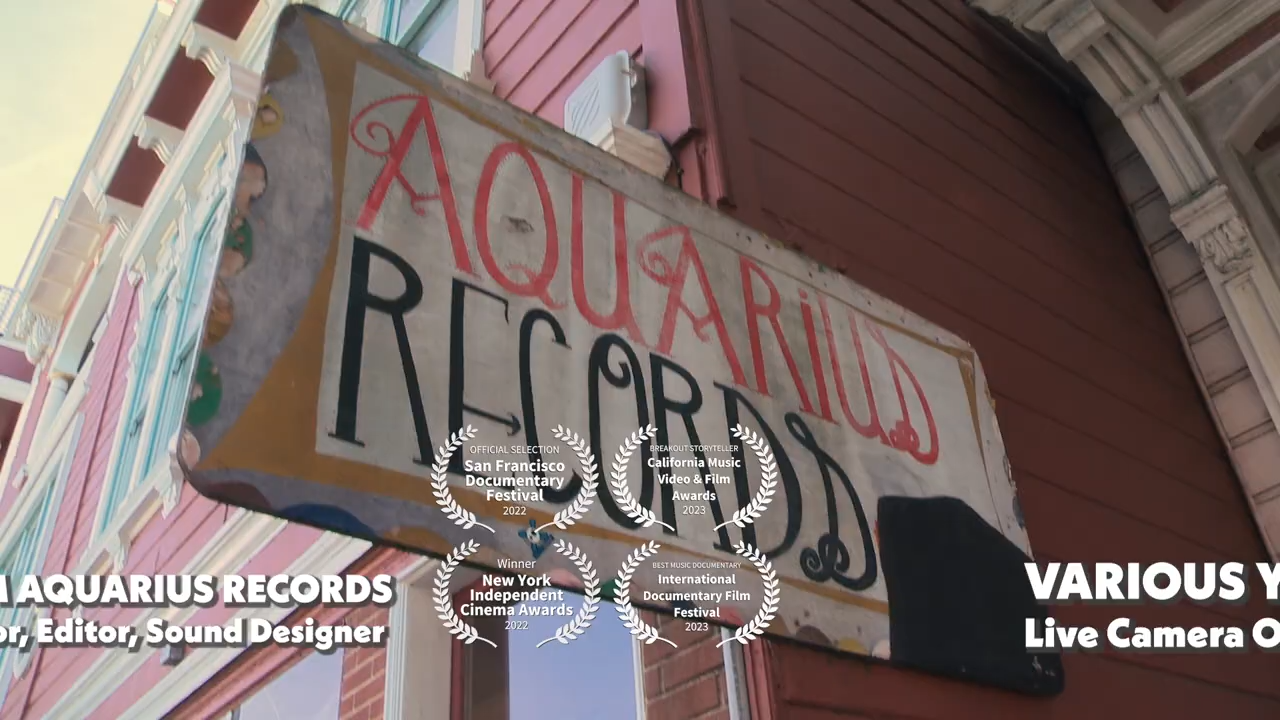 AQUARIUS
RECORDS
OFFICIAL SELECTION
San Francisco
Documentary
Festival
2022
BREAKOUT STORYTELLER
California Music
Video & Film
Awards
2023
Winner
New York
Independent
Cinema Awards
2022
BEST MUSIC DOCUMENTARY
International
Documentary Film
Festival
2023
AQUARIUS RECORDS
Editor, Sound Designer
VARIOUS
Live Camera